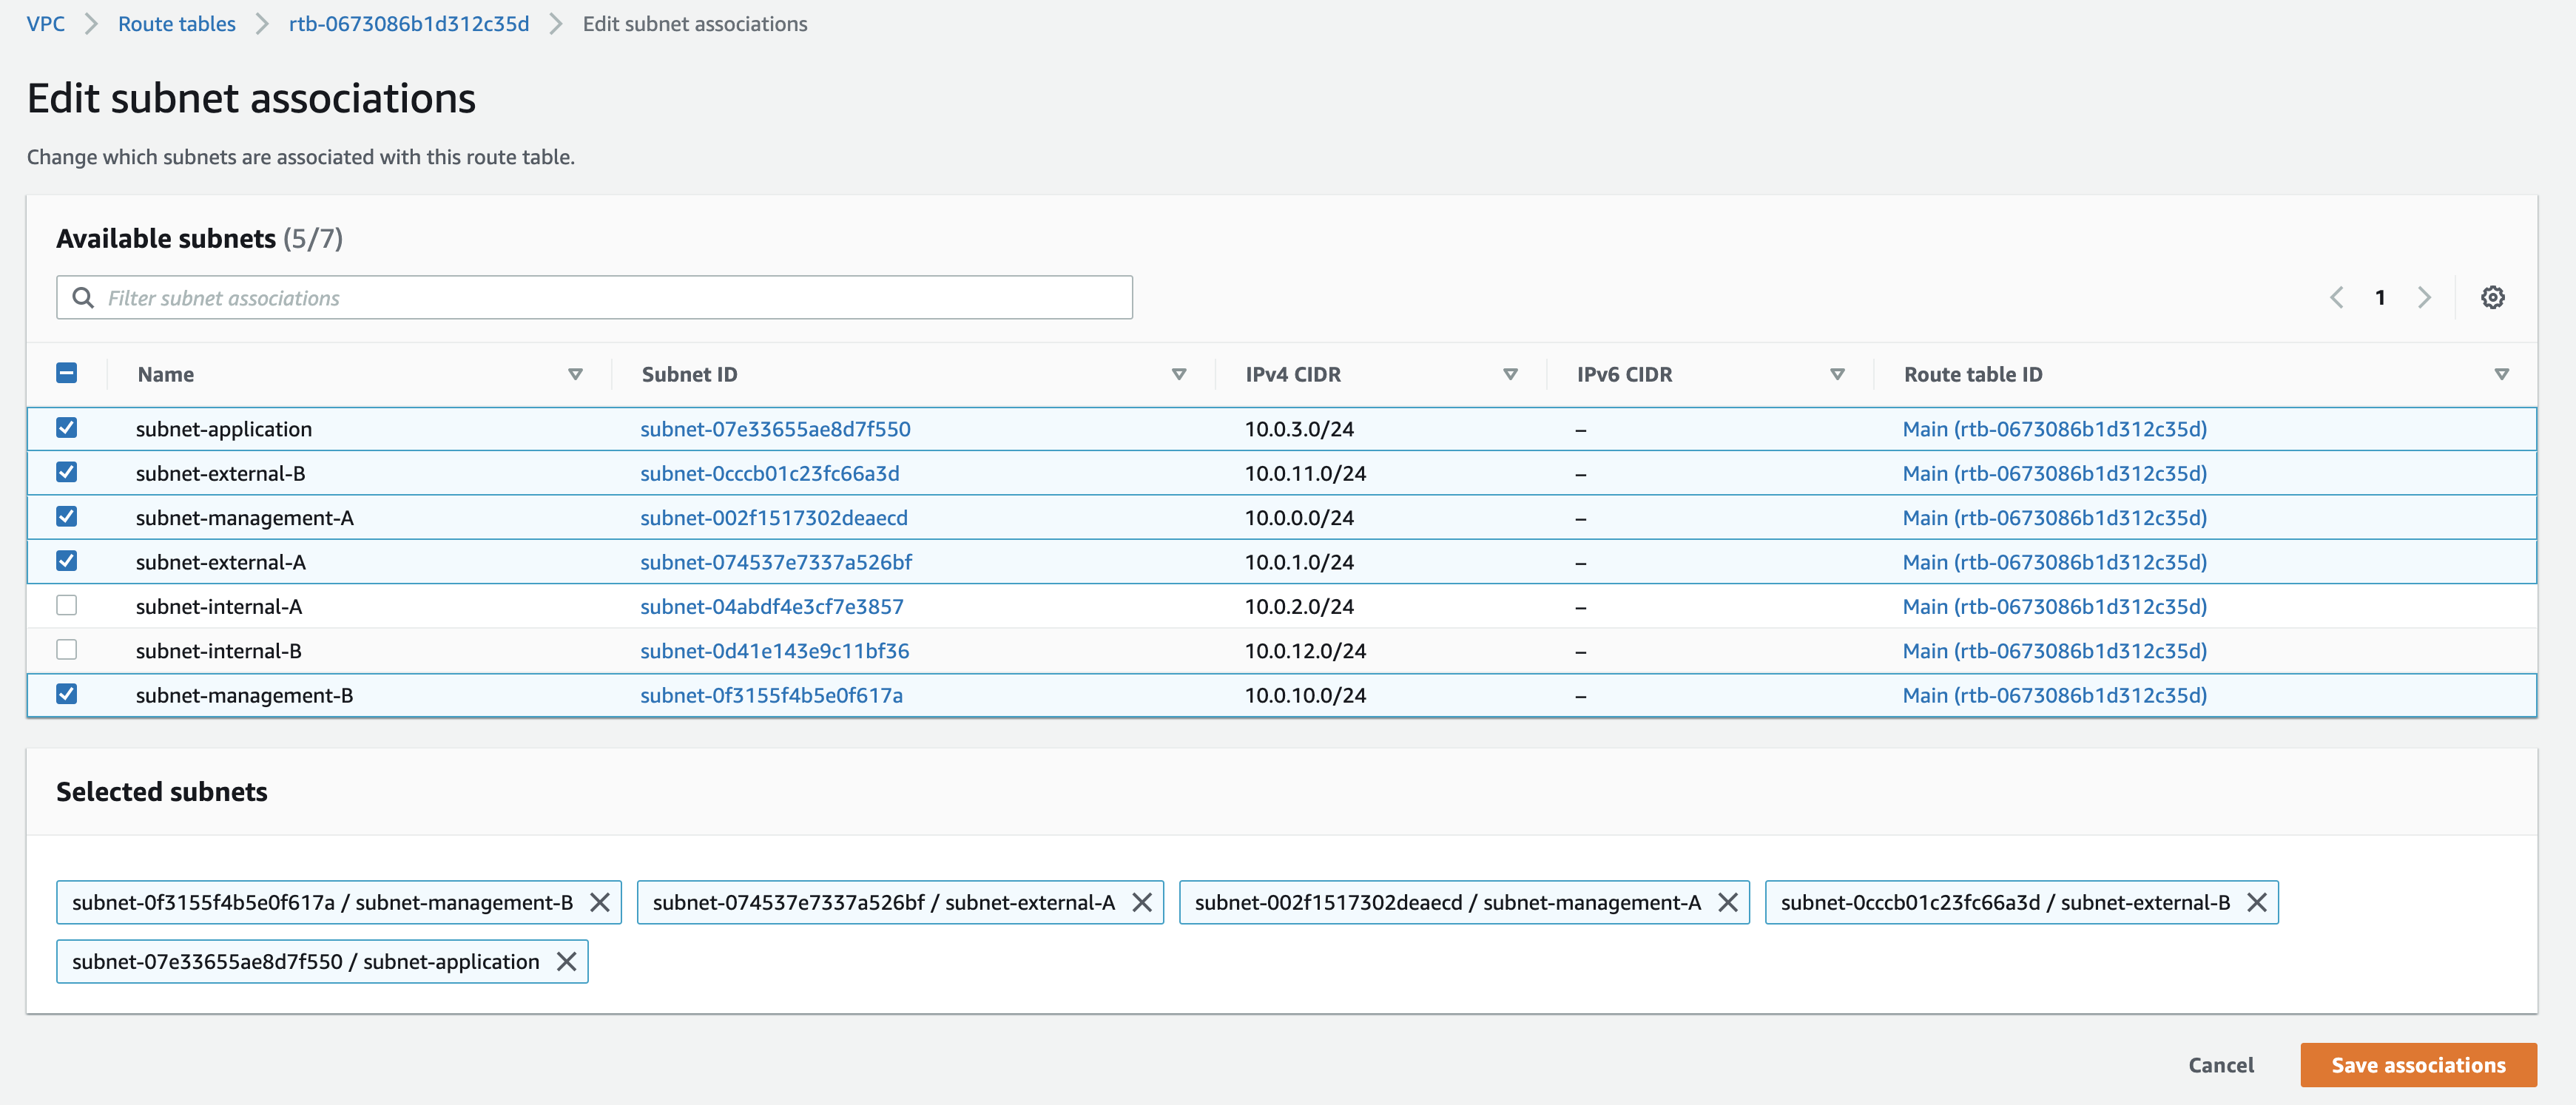 VPC > Route tables > rtb-0673086b1d312c35d > Edit subnet associations
Edit subnet associations
Change which subnets are associated with this route table.
Available subnets (5/7)
Filter subnet associations
1
Name Subnet ID IPv4 CIDR IPv6 CIDR Route table ID
subnet-application subnet-07e33655ae8d7f550 10.0.3.0/24 – Main (rtb-0673086b1d312c35d)
subnet-external-B subnet-0cccb01c23fc66a3d 10.0.11.0/24 – Main (rtb-0673086b1d312c35d)
subnet-management-A subnet-002f1517302deaecd 10.0.0.0/24 – Main (rtb-0673086b1d312c35d)
subnet-external-A subnet-074537e7337a526bf 10.0.1.0/24 – Main (rtb-0673086b1d312c35d)
subnet-internal-A subnet-04abdf4e3cf7e3857 10.0.2.0/24 – Main (rtb-0673086b1d312c35d)
subnet-internal-B subnet-0d41e143e9c11bf36 10.0.12.0/24 – Main (rtb-0673086b1d312c35d)
subnet-management-B subnet-0f3155f4b5e0f617a 10.0.10.0/24 – Main (rtb-0673086b1d312c35d)
Selected subnets
subnet-0f3155f4b5e0f617a / subnet-management-B subnet-074537e7337a526bf / subnet-external-A subnet-002f1517302deaecd / subnet-management-A subnet-0cccb01c23fc66a3d / subnet-external-B
subnet-07e33655ae8d7f550 / subnet-application
Cancel Save associations